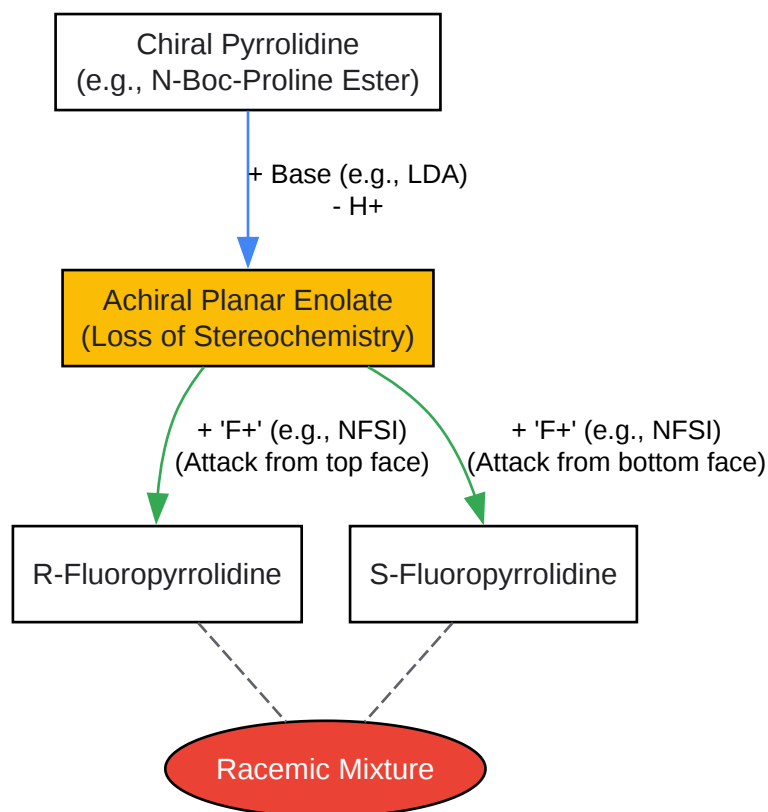 Chiral Pyrrolidine
(e.g., N-Boc-Proline Ester)
+ Base (e.g., LDA)
- H+
Achiral Planar Enolate
(Loss of Stereochemistry)
+ 'F+' (e.g., NFSI)
(Attack from top face)
+ 'F+' (e.g., NFSI)
(Attack from bottom face)
R-Fluoropyrrolidine
S-Fluoropyrrolidine
Racemic Mixture